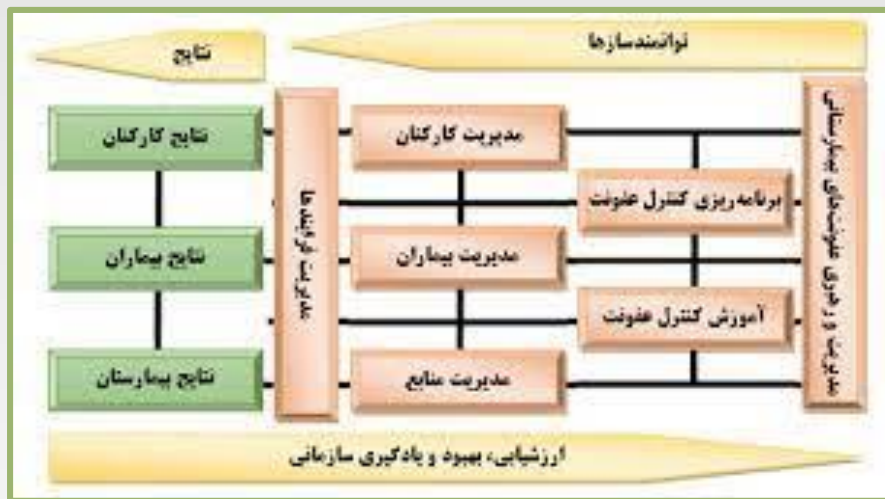 توانمندسازها
نتایج
مدیریت و رهبری عفونت‌های بیمارستانی
برنامه‌ریزی کنترل عفونت
آموزش کنترل عفونت
مدیریت کارکنان
مدیریت بیماران
مدیریت منابع
مدیریت فرایندها
نتایج کارکنان
نتایج بیماران
نتایج بیمارستان
ارزشیابی، بهبود و یادگیری سازمانی